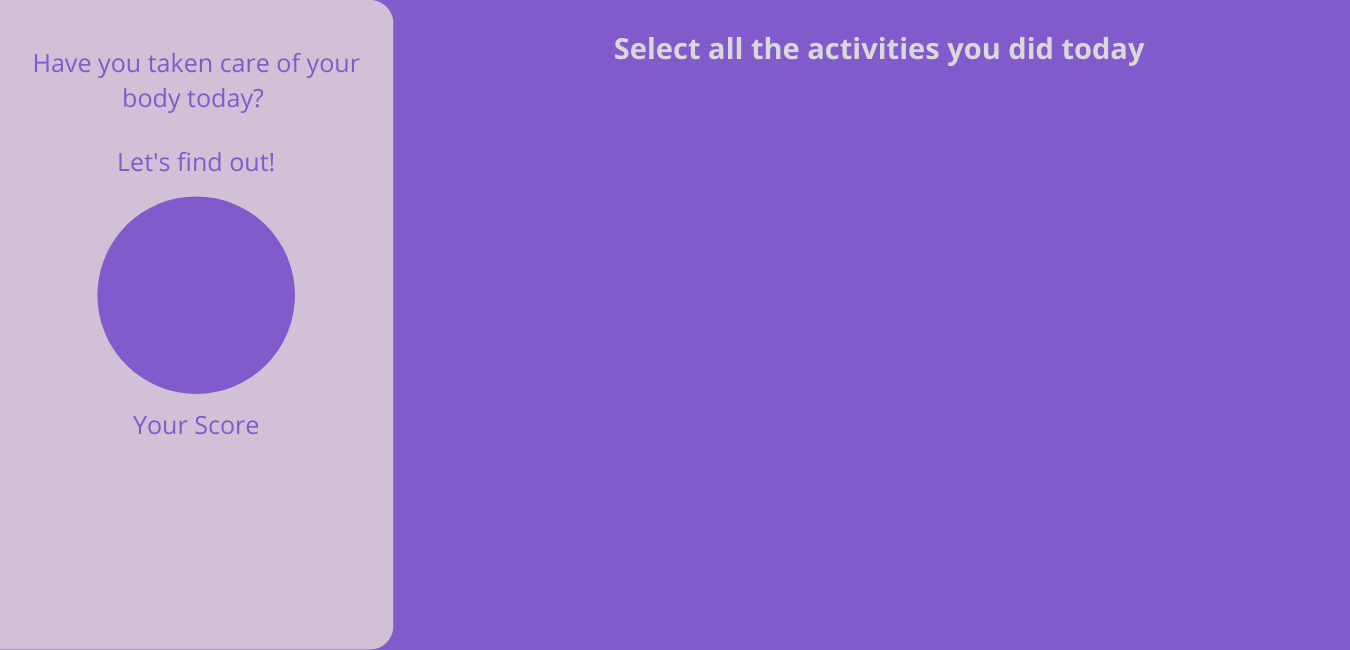 Have you taken care of your
body today?
Let's find out!
Your Score
Select all the activities you did today